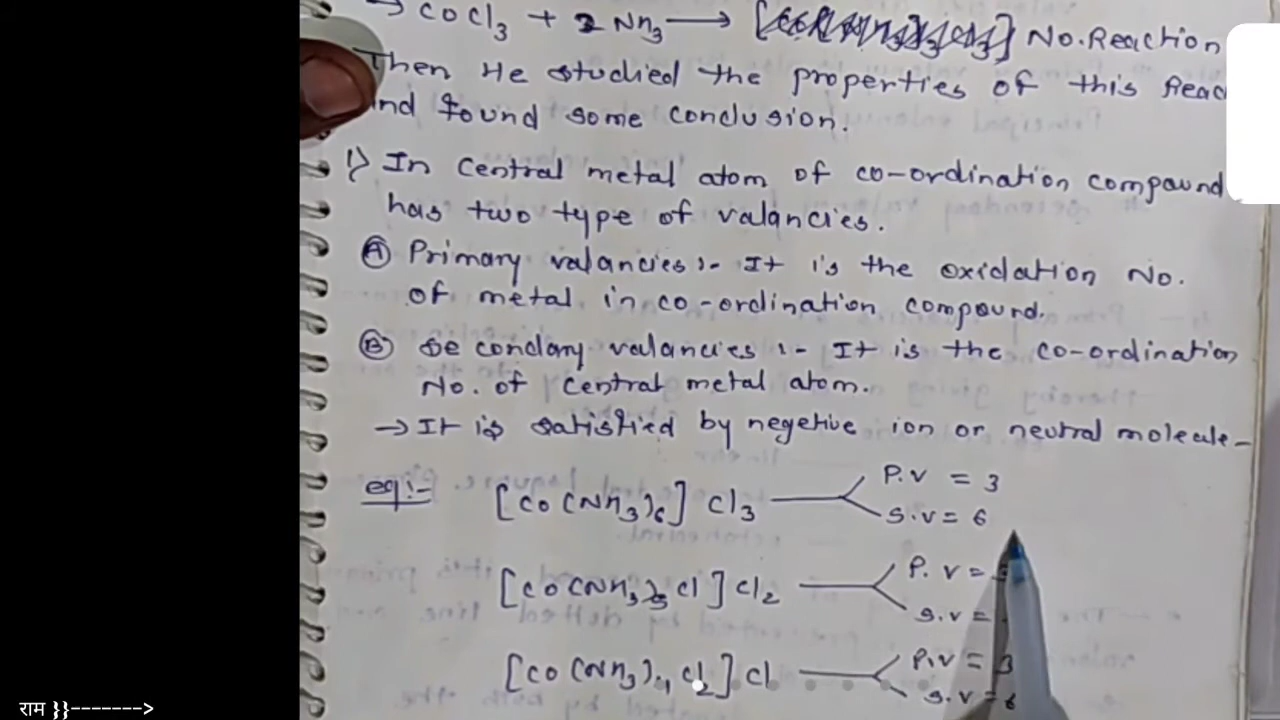 → COCl3 + 2 NH3 → No.Reaction
Then He studied the properties of this Reac
and found some conclusion.
1) In central metal atom of co-ordination compound
has two type of valancies.
(A) Primary valancies :- It is the oxidation No.
of metal in co-ordination compound.
(B) Secondary valancies :- It is the co-ordination
No. of central metal atom.
→ It is satisfied by negetive ion or neutral molecule-
eg:- [CO(NH3)6] Cl3 P.V = 3
S.V = 6
[CO(NH3)5 Cl] Cl2 P.V =
S.V =
[CO(NH3)4 Cl2] Cl P.V = 3
S.V = 6
राम }}------->